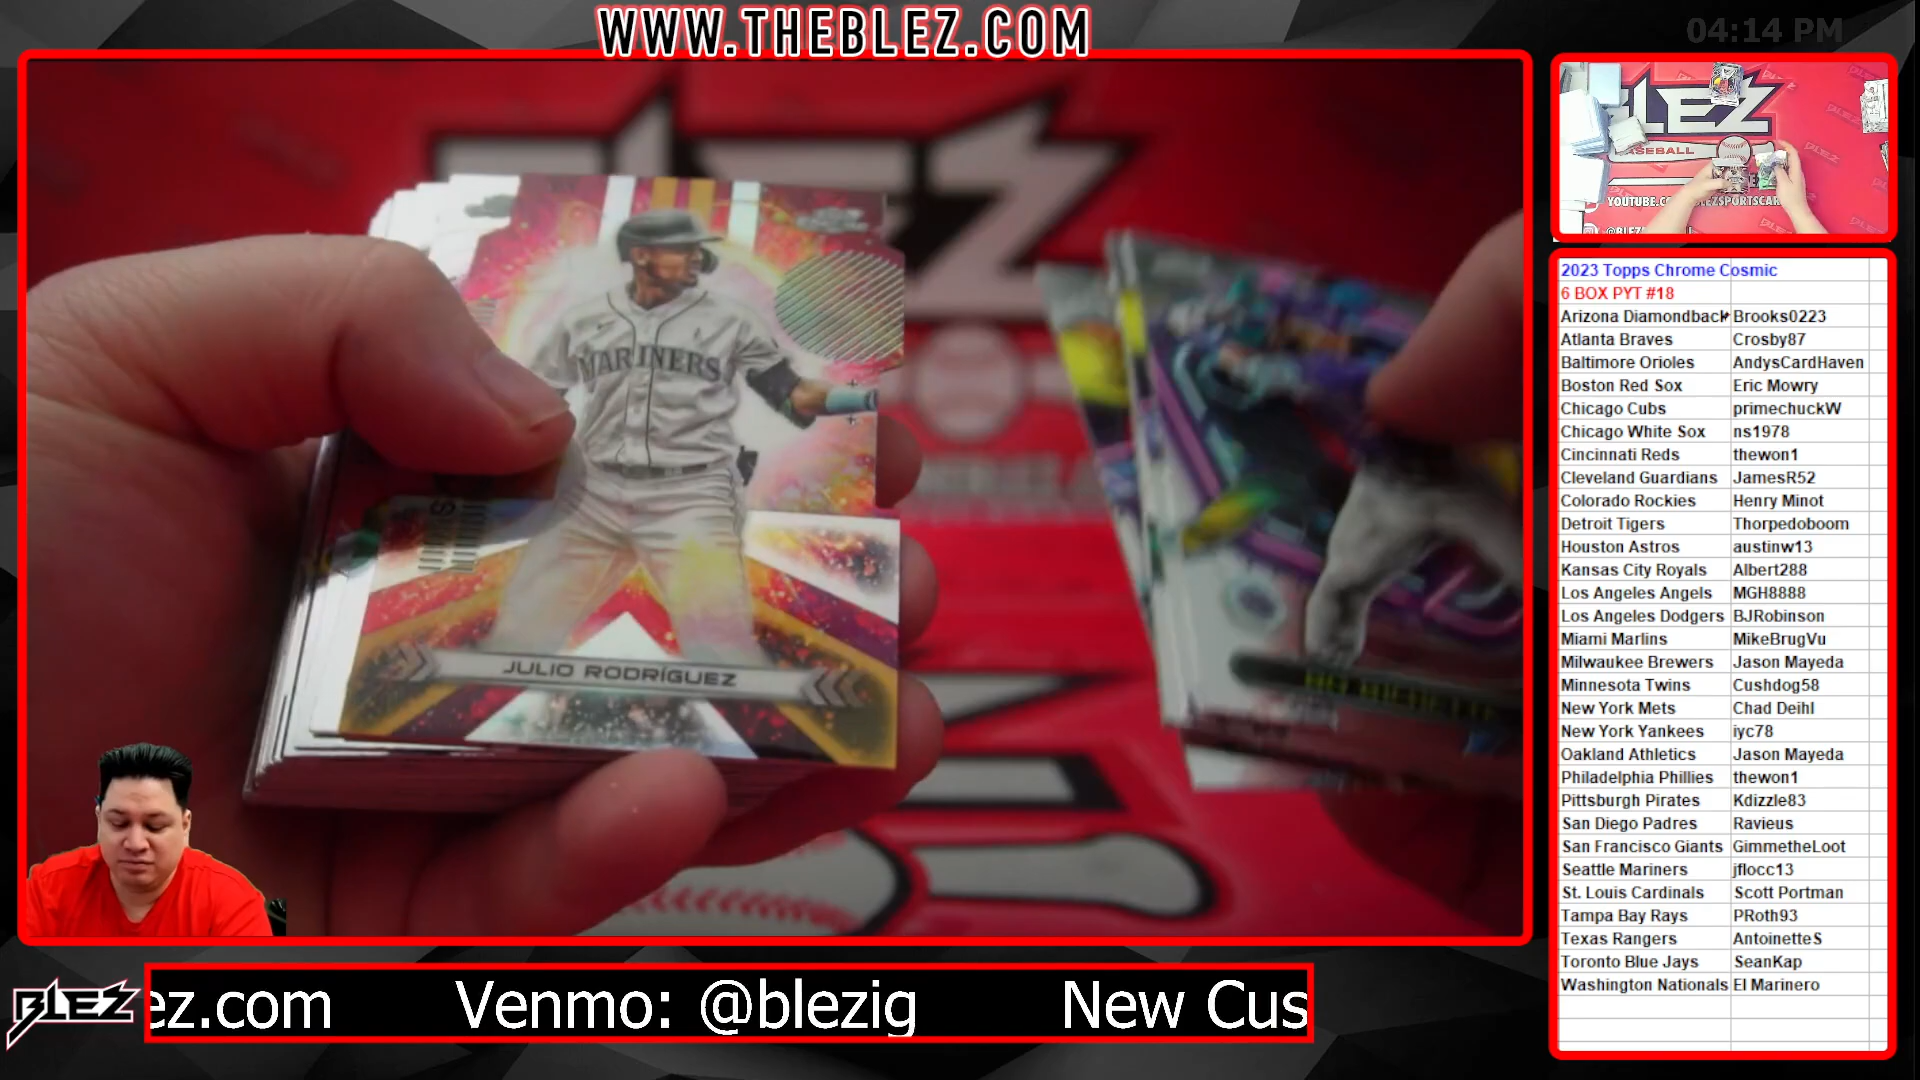 WWW.THEBLEZ.COM
04:14 PM
BLEZ
MARINERS
JULIO RODRÍGUEZ
BLEZ
BASEBALL
2023 Topps Chrome Cosmic
6 BOX PYT #18
Arizona Diamondback Brooks0223
Atlanta Braves Crosby87
Baltimore Orioles AndysCardHaven
Boston Red Sox Eric Mowry
Chicago Cubs primechuckW
Chicago White Sox ns1978
Cincinnati Reds thewon1
Cleveland Guardians JamesR52
Colorado Rockies Henry Minot
Detroit Tigers Thorpedoboom
Houston Astros austinw13
Kansas City Royals Albert288
Los Angeles Angels MGH8888
Los Angeles Dodgers BJRobinson
Miami Marlins MikeBrugVu
Milwaukee Brewers Jason Mayeda
Minnesota Twins Cushdog58
New York Mets Chad Deihl
New York Yankees iyc78
Oakland Athletics Jason Mayeda
Philadelphia Phillies thewon1
Pittsburgh Pirates Kdizzle83
San Diego Padres Ravieus
San Francisco Giants GimmetheLoot
Seattle Mariners jflocc13
St. Louis Cardinals Scott Portman
Tampa Bay Rays PRoth93
Texas Rangers AntoinetteS
Toronto Blue Jays SeanKap
Washington Nationals El Marinero
BLEZ
ez.com Venmo: @blezig New Cus